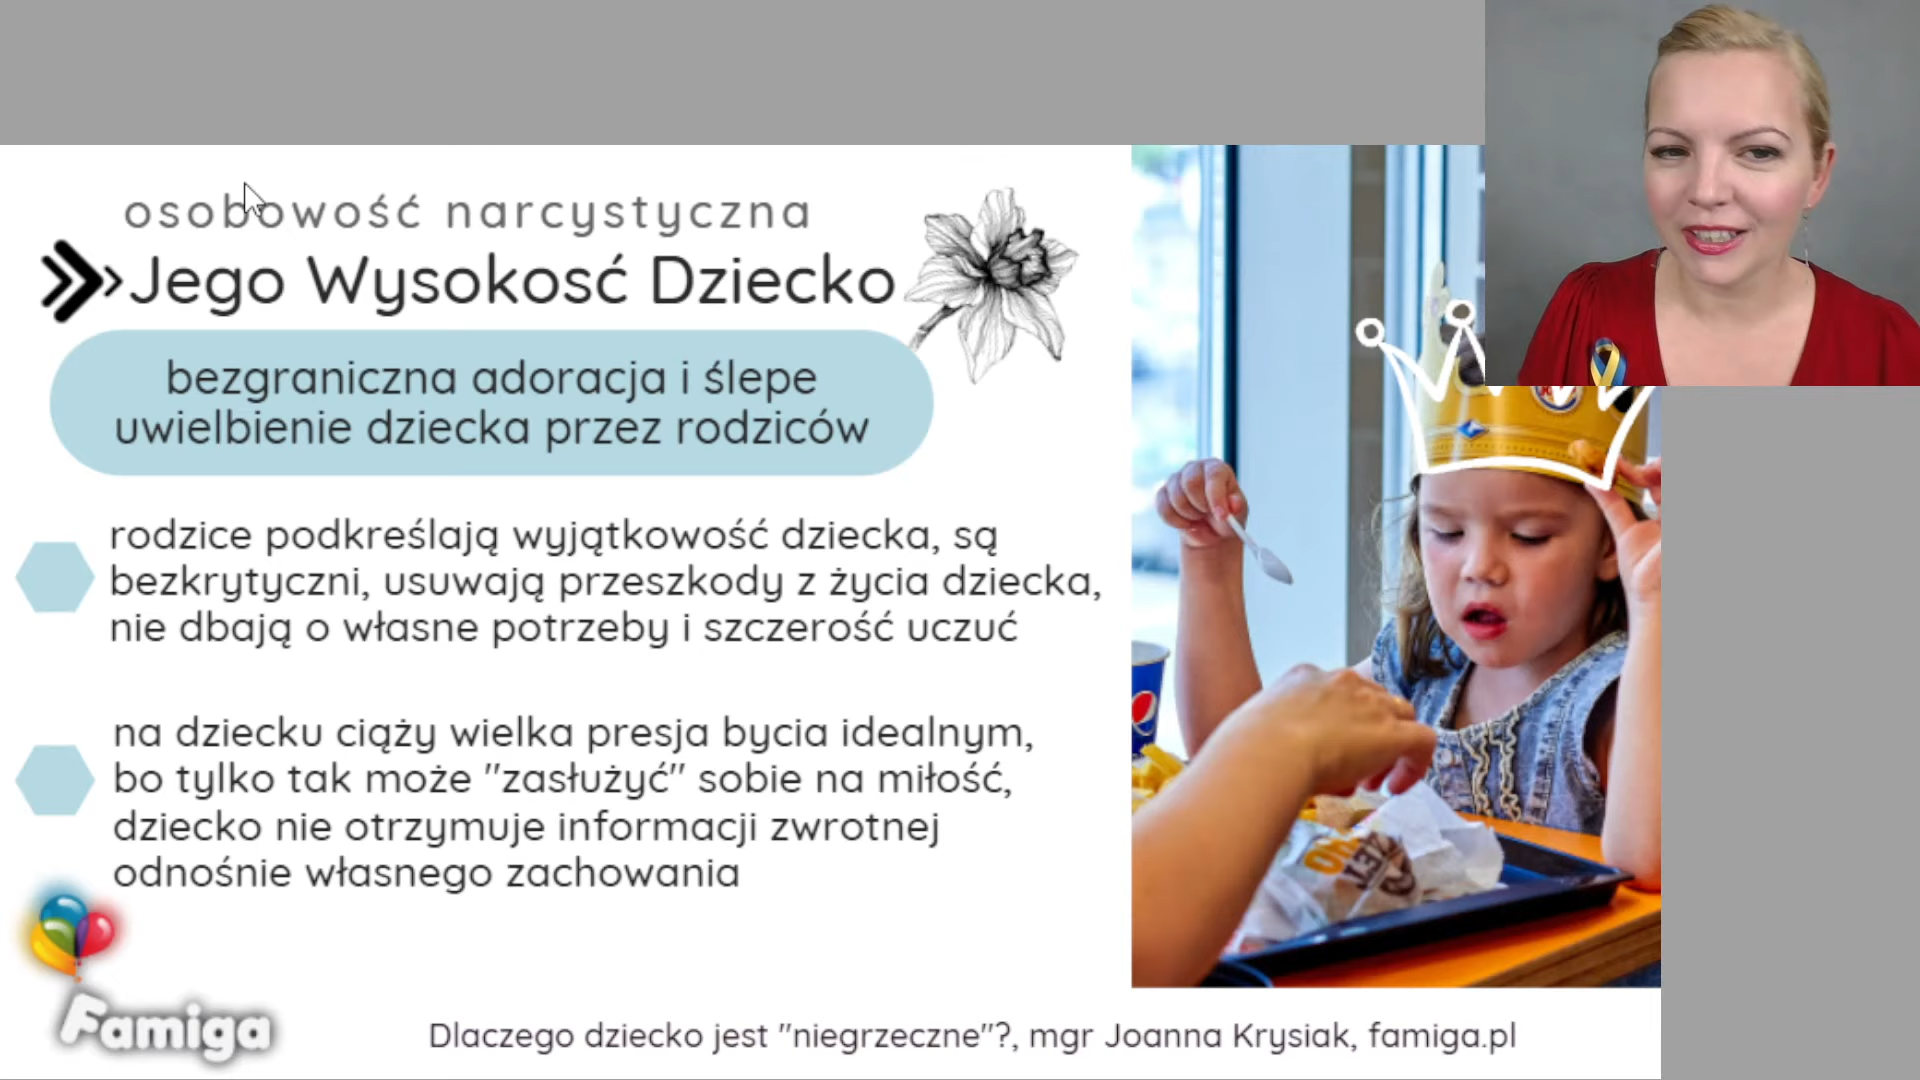 osobowość narcystyczna
Jego Wysokosć Dziecko
bezgraniczna adoracja i ślepe
uwielbienie dziecka przez rodziców
rodzice podkreślają wyjątkowość dziecka, są
bezkrytyczni, usuwają przeszkody z życia dziecka,
nie dbają o własne potrzeby i szczerość uczuć
na dziecku ciąży wielka presja bycia idealnym,
bo tylko tak może "zasłużyć" sobie na miłość,
dziecko nie otrzymuje informacji zwrotnej
odnośnie własnego zachowania
Famiga
Dlaczego dziecko jest "niegrzeczne"?, mgr Joanna Krysiak, famiga.pl